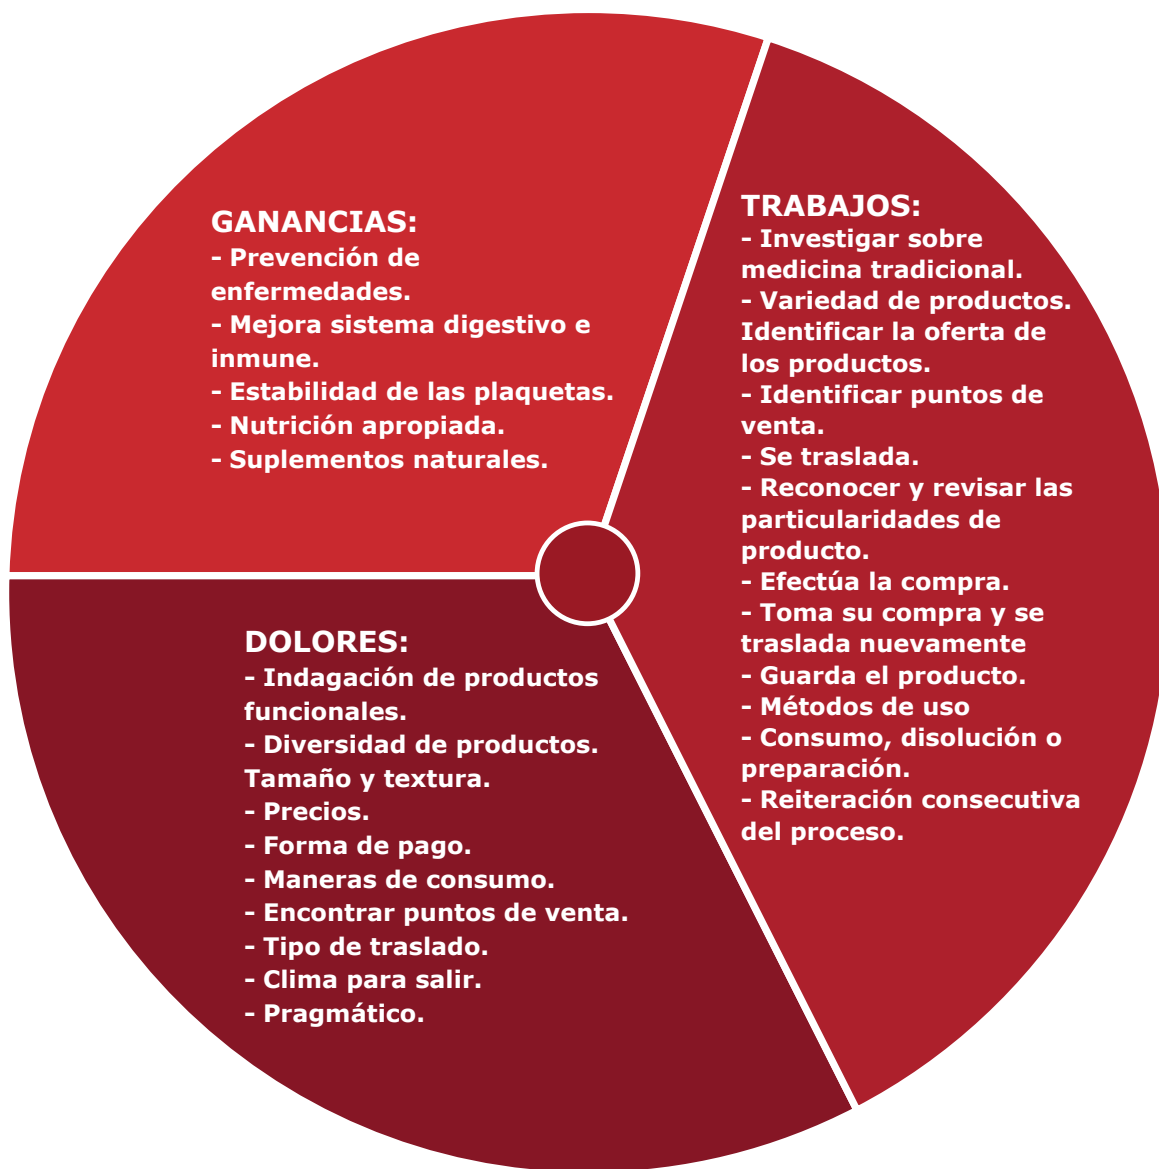 GANANCIAS:
- Prevención de
enfermedades.
- Mejora sistema digestivo e
inmune.
- Estabilidad de las plaquetas.
- Nutrición apropiada.
- Suplementos naturales.
TRABAJOS:
- Investigar sobre
medicina tradicional.
- Variedad de productos.
Identificar la oferta de
los productos.
- Identificar puntos de
venta.
- Se traslada.
- Reconocer y revisar las
particularidades de
producto.
- Efectúa la compra.
- Toma su compra y se
traslada nuevamente
- Guarda el producto.
- Métodos de uso
- Consumo, disolución o
preparación.
- Reiteración consecutiva
del proceso.
DOLORES:
- Indagación de productos
funcionales.
- Diversidad de productos.
Tamaño y textura.
- Precios.
- Forma de pago.
- Maneras de consumo.
- Encontrar puntos de venta.
- Tipo de traslado.
- Clima para salir.
- Pragmático.